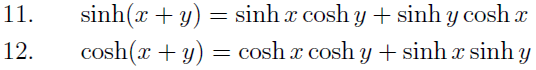 11. sinh(x + y) = sinh x cosh y + sinh y cosh x
12. cosh(x + y) = cosh x cosh y + sinh x sinh y